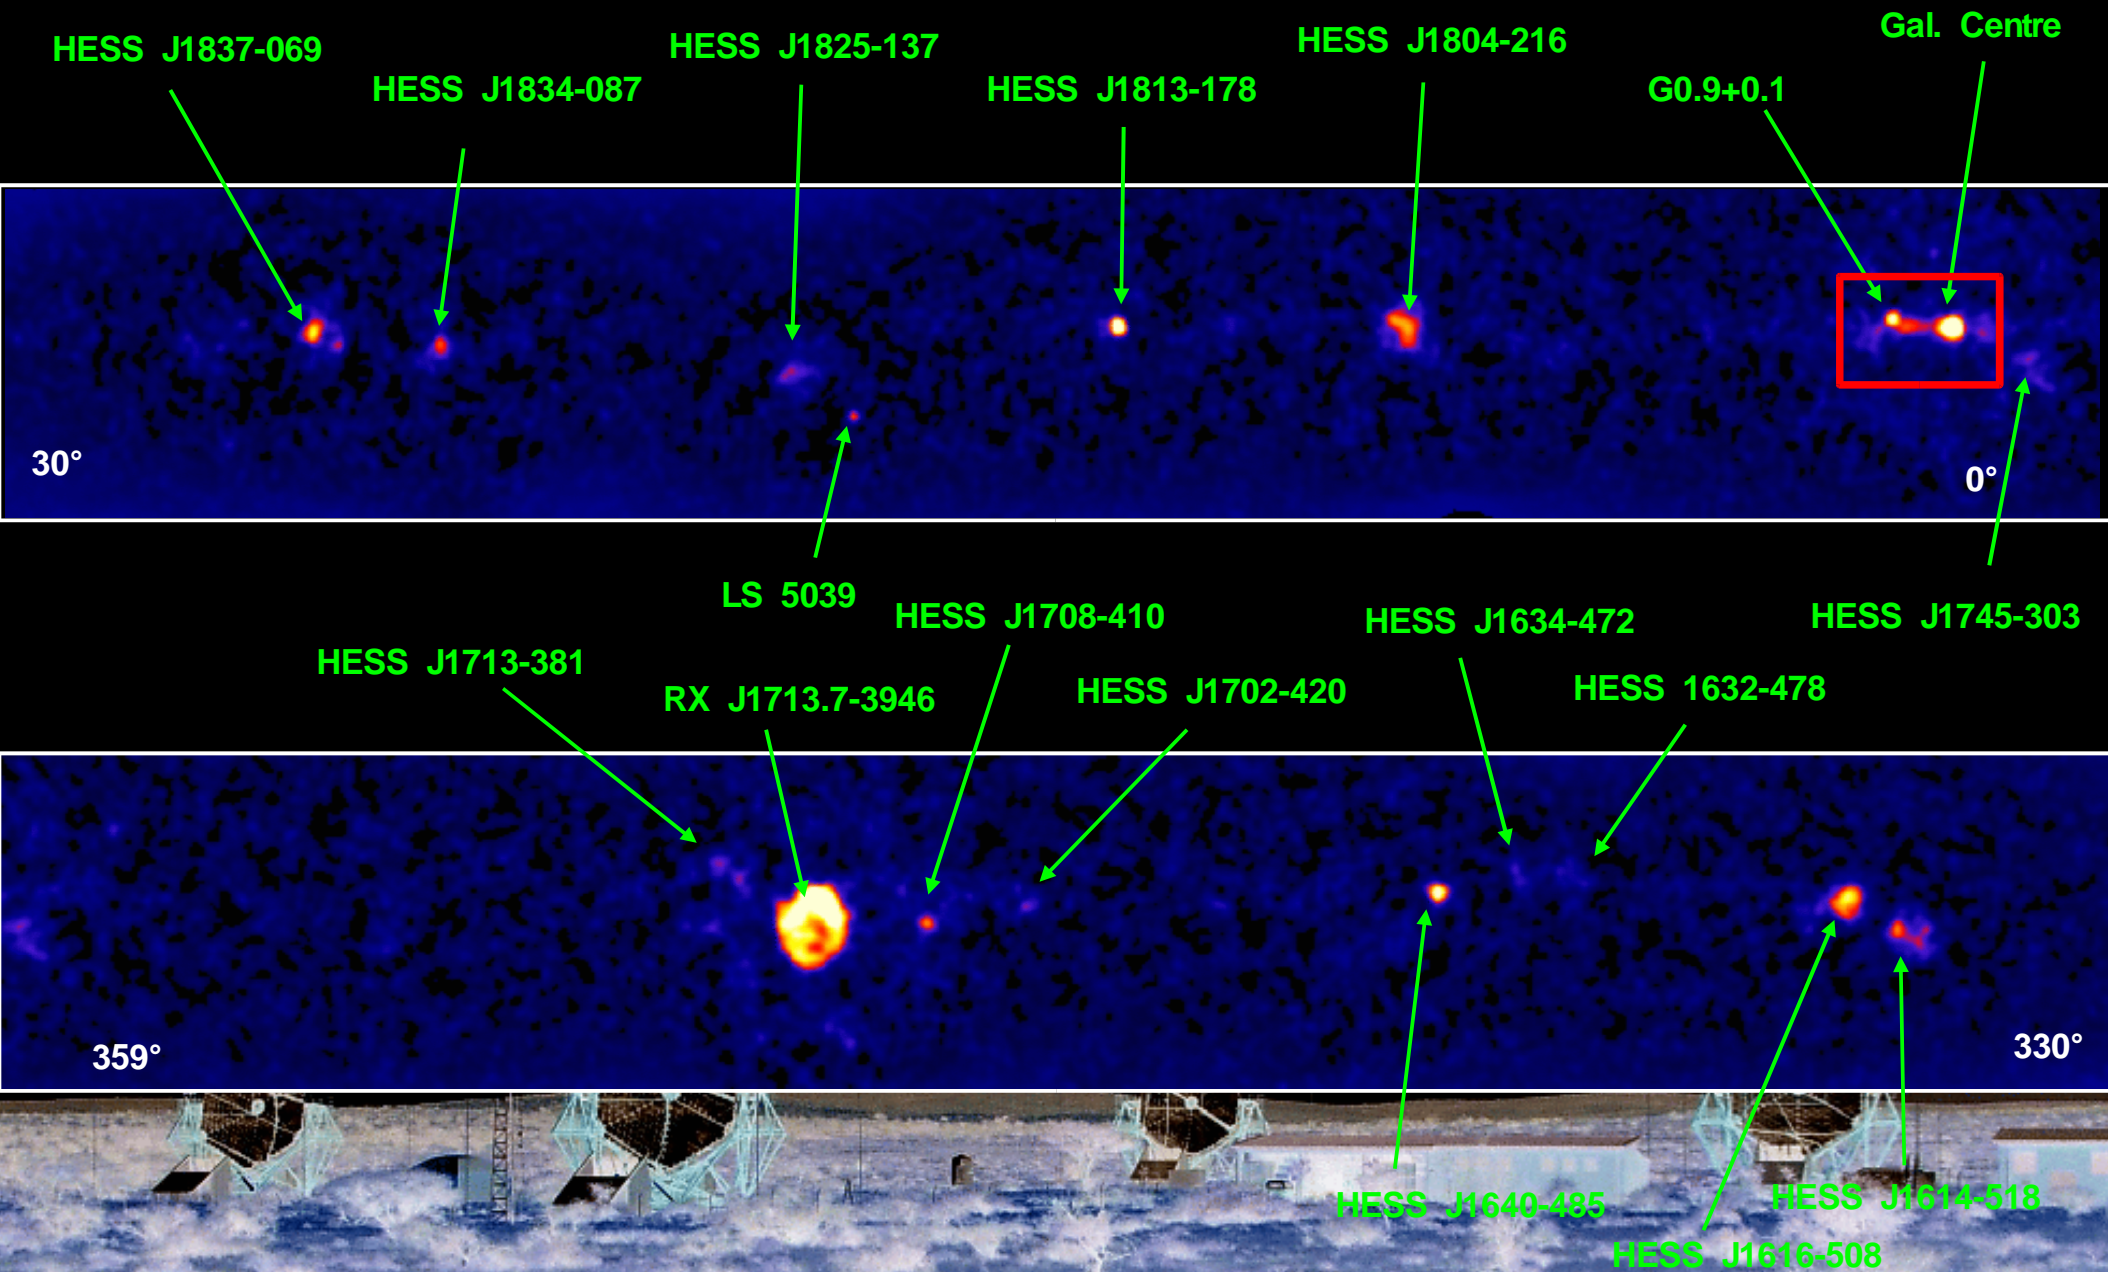 Gal. Centre
HESS J1837-069
HESS J1825-137
HESS J1804-216
HESS J1834-087
HESS J1813-178
G0.9+0.1
30°
0°
LS 5039
HESS J1708-410
HESS J1634-472
HESS J1745-303
HESS J1713-381
RX J1713.7-3946
HESS J1702-420
HESS 1632-478
359°
330°
HESS J1640-485
HESS J1614-518
HESS J1616-508